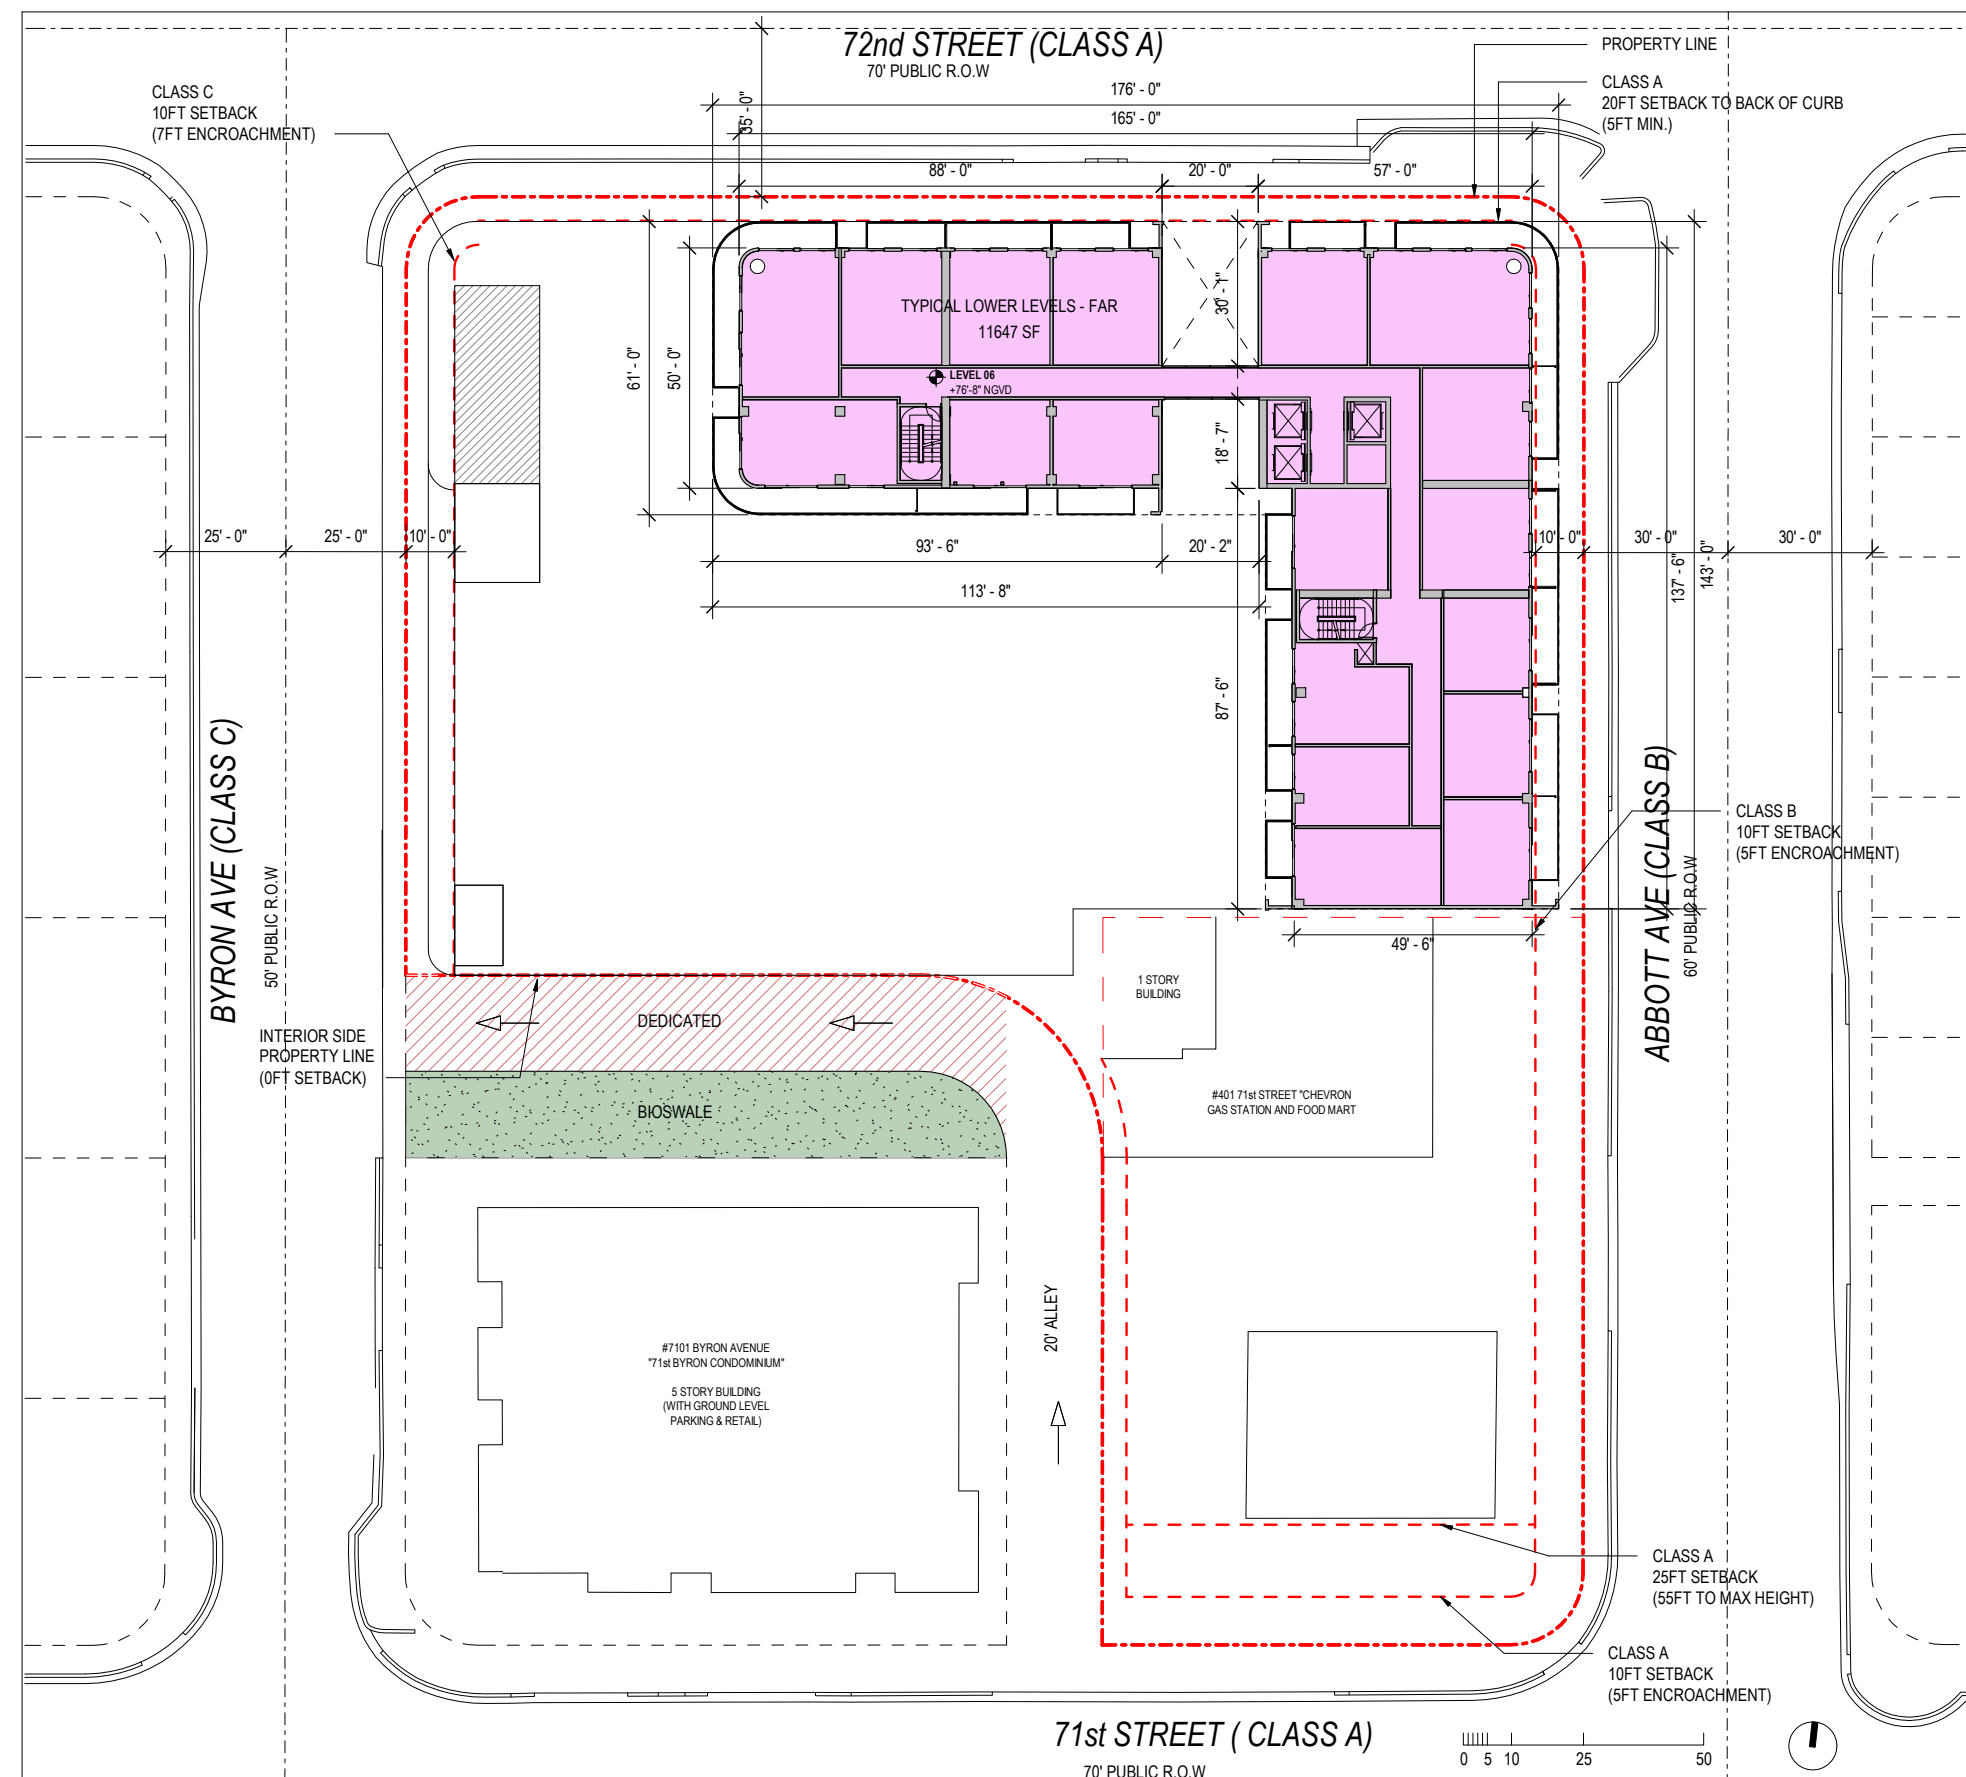 72nd STREET (CLASS A)
70' PUBLIC R.O.W
PROPERTY LINE
CLASS A
20FT SETBACK TO BACK OF CURB
(5FT MIN.)
CLASS C
10FT SETBACK
(7FT ENCROACHMENT)
35' - 0"
176' - 0"
165' - 0"
88' - 0"
20' - 0"
57' - 0"
TYPICAL LOWER LEVELS - FAR
11647 SF
30' - 1"
61' - 0"
50' - 0"
LEVEL 06
+76'-8" NGVD
18' - 7"
25' - 0"
25' - 0"
10' - 0"
93' - 6"
20' - 2"
10' - 0"
30' - 0"
30' - 0"
113' - 8"
137' - 6"
143' - 0"
87' - 6"
BYRON AVE (CLASS C)
50' PUBLIC R.O.W
ABBOTT AVE (CLASS B)
60' PUBLIC R.O.W
CLASS B
10FT SETBACK
(5FT ENCROACHMENT)
49' - 6"
1 STORY
BUILDING
DEDICATED
INTERIOR SIDE
PROPERTY LINE
(0FT SETBACK)
BIOSWALE
#401 71st STREET "CHEVRON
GAS STATION AND FOOD MART
20' ALLEY
#7101 BYRON AVENUE
"71st BYRON CONDOMINIUM"
5 STORY BUILDING
(WITH GROUND LEVEL
PARKING & RETAIL)
CLASS A
25FT SETBACK
(55FT TO MAX HEIGHT)
CLASS A
10FT SETBACK
(5FT ENCROACHMENT)
71st STREET ( CLASS A)
70' PUBLIC R.O.W
0 5 10 25 50